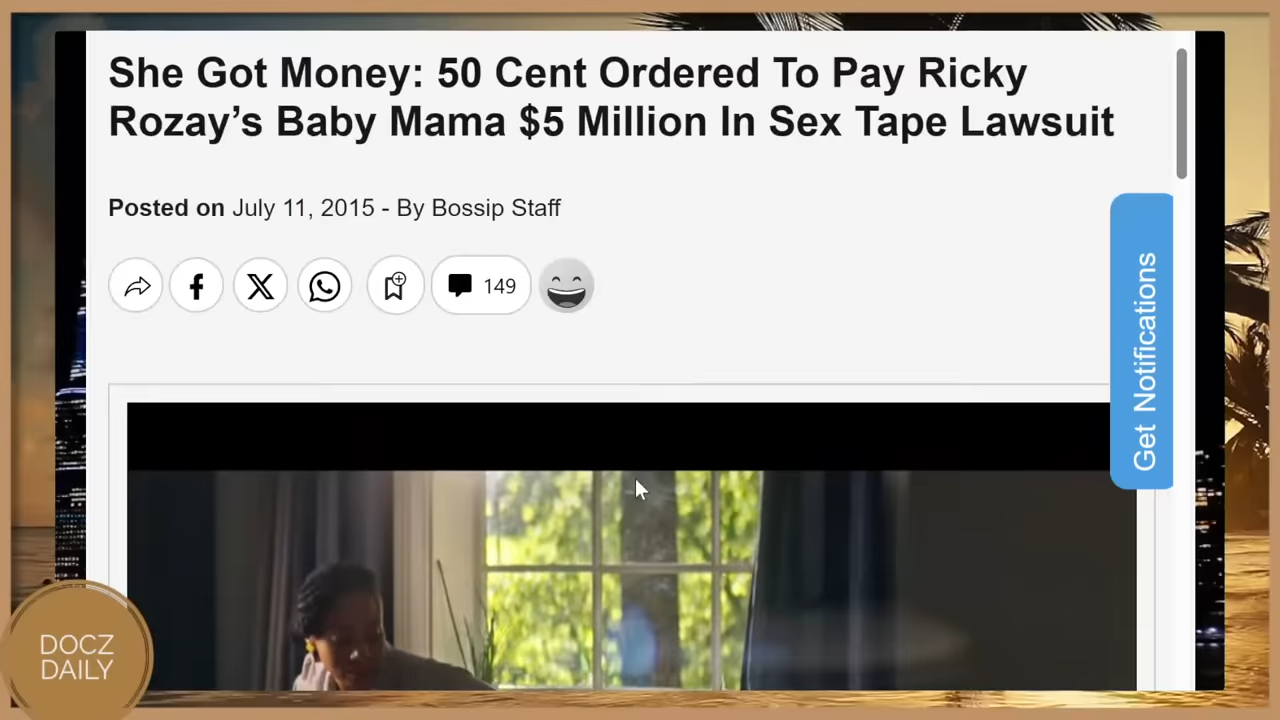 She Got Money: 50 Cent Ordered To Pay Ricky
Rozay’s Baby Mama $5 Million In Sex Tape Lawsuit
Posted on July 11, 2015 - By Bossip Staff
149
Get Notifications
DOCZ
DAILY